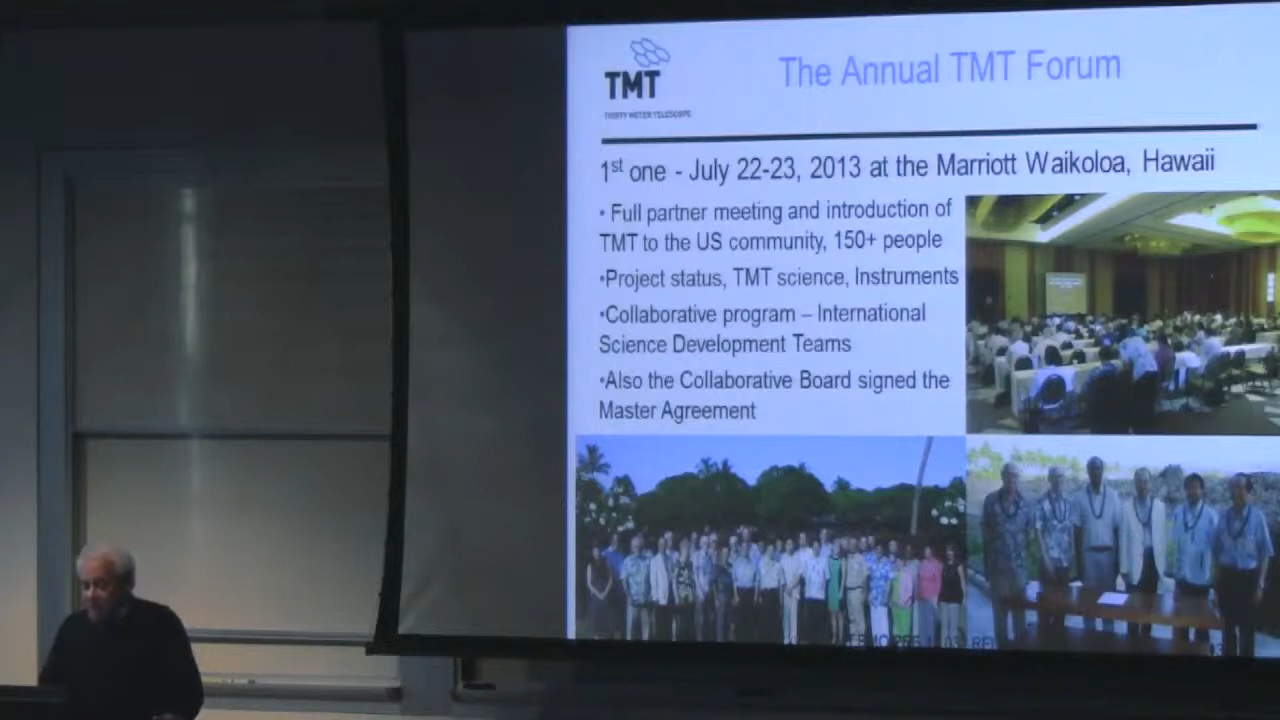 TMT
THIRTY METER TELESCOPE
The Annual TMT Forum
1st one - July 22-23, 2013 at the Marriott Waikoloa, Hawaii
• Full partner meeting and introduction of
TMT to the US community, 150+ people
•Project status, TMT science, Instruments
•Collaborative program – International
Science Development Teams
•Also the Collaborative Board signed the
Master Agreement